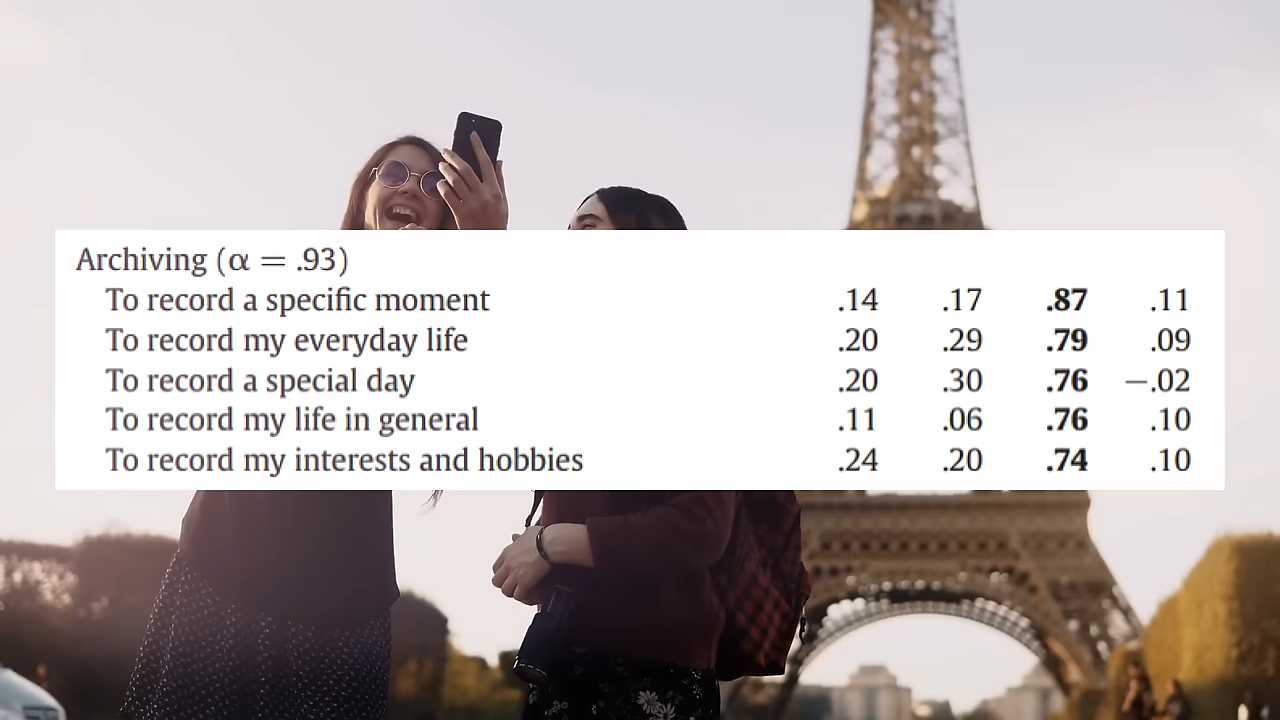 Archiving (α = .93)
To record a specific moment .14 .17 .87 .11
To record my everyday life .20 .29 .79 .09
To record a special day .20 .30 .76 −.02
To record my life in general .11 .06 .76 .10
To record my interests and hobbies .24 .20 .74 .10